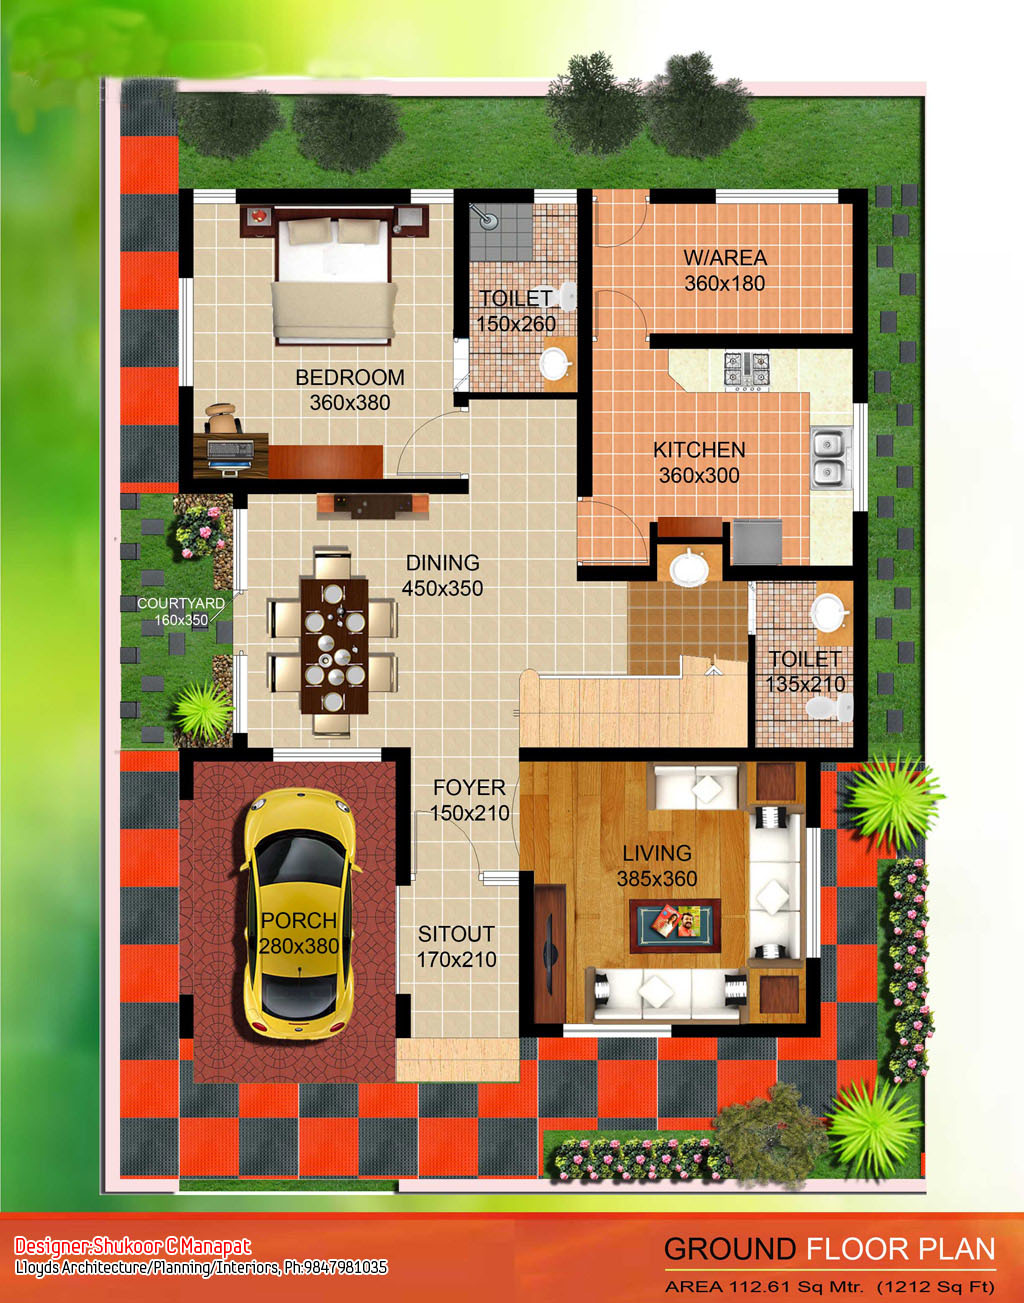 W/AREA
360x180
TOILET
150x260
BEDROOM
360x380
KITCHEN
360x300
DINING
450x350
COURTYARD
160x350
TOILET
135x210
FOYER
150x210
LIVING
385x360
PORCH
280x380
SITOUT
170x210
Designer:Shukoor C Manapat
Lloyds Architecture/Planning/Interiors, Ph:9847981035
GROUND FLOOR PLAN
AREA 112.61 Sq Mtr. (1212 Sq Ft)